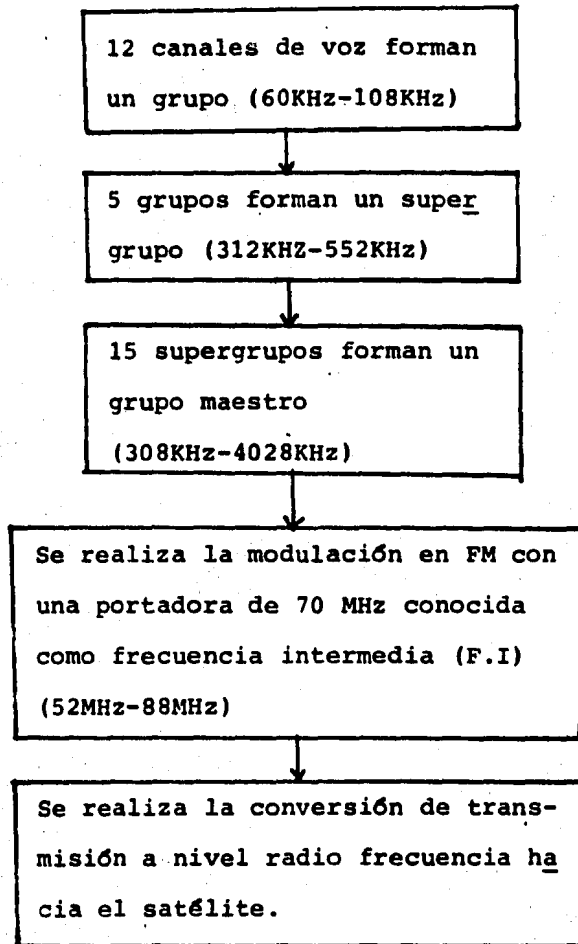 12 canales de voz forman
un grupo (60KHz-108KHz)
5 grupos forman un super
grupo (312KHZ-552KHz)
15 supergrupos forman un
grupo maestro
(308KHz-4028KHz)
Se realiza la modulación en FM con
una portadora de 70 MHz conocida
como frecuencia intermedia (F.I)
(52MHz-88MHz)
Se realiza la conversión de trans-
misión a nivel radio frecuencia ha
cia el satélite.